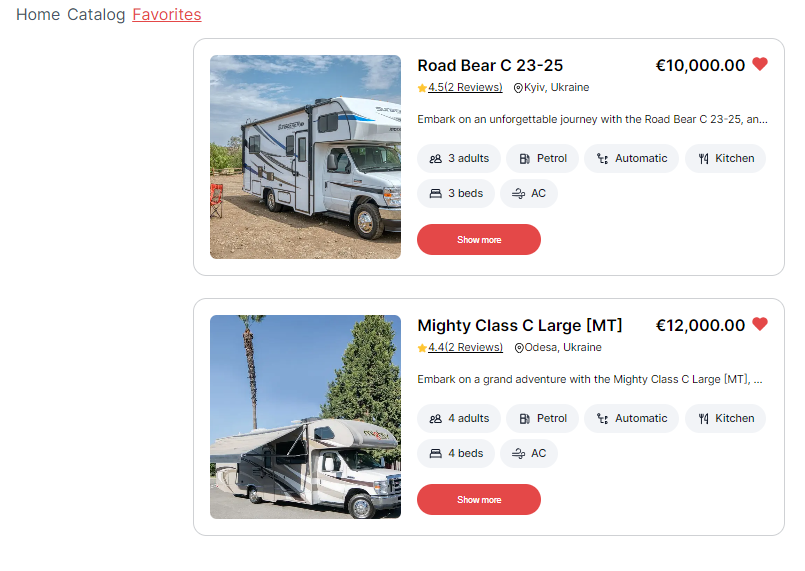 Home Catalog Favorites
Road Bear C 23-25 €10,000.00
4.5(2 Reviews) Kyiv, Ukraine
Embark on an unforgettable journey with the Road Bear C 23-25, an...
3 adults Petrol Automatic Kitchen
3 beds AC
Show more
Mighty Class C Large [MT] €12,000.00
4.4(2 Reviews) Odesa, Ukraine
Embark on a grand adventure with the Mighty Class C Large [MT], ...
mighty
4 adults Petrol Automatic Kitchen
4 beds AC
Show more